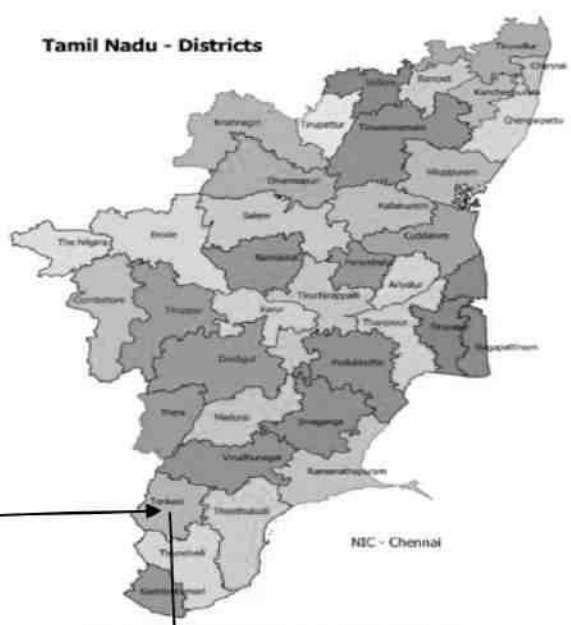 Tamil Nadu - Districts
Tiruvallur
Chennai
Vellore
Ranipet
Kancheepuram
Krishnagiri
Tirupattur
Chengalpattu
Tiruvannamalai
Dharmapuri
Viluppuram
Salem
Kallakurichi
The Nilgiris
Erode
Cuddalore
Namakkal
Perambalur
Ariyalur
Coimbatore
Tiruppur
Karur
Tiruchirappalli
Thanjavur
Tiruvarur
Nagapattinam
Dindigul
Pudukkottai
Theni
Madurai
Sivaganga
Virudhunagar
Ramanathapuram
Tenkasi
Thoothukudi
NIC - Chennai
Tirunelveli
Kanniyakumari